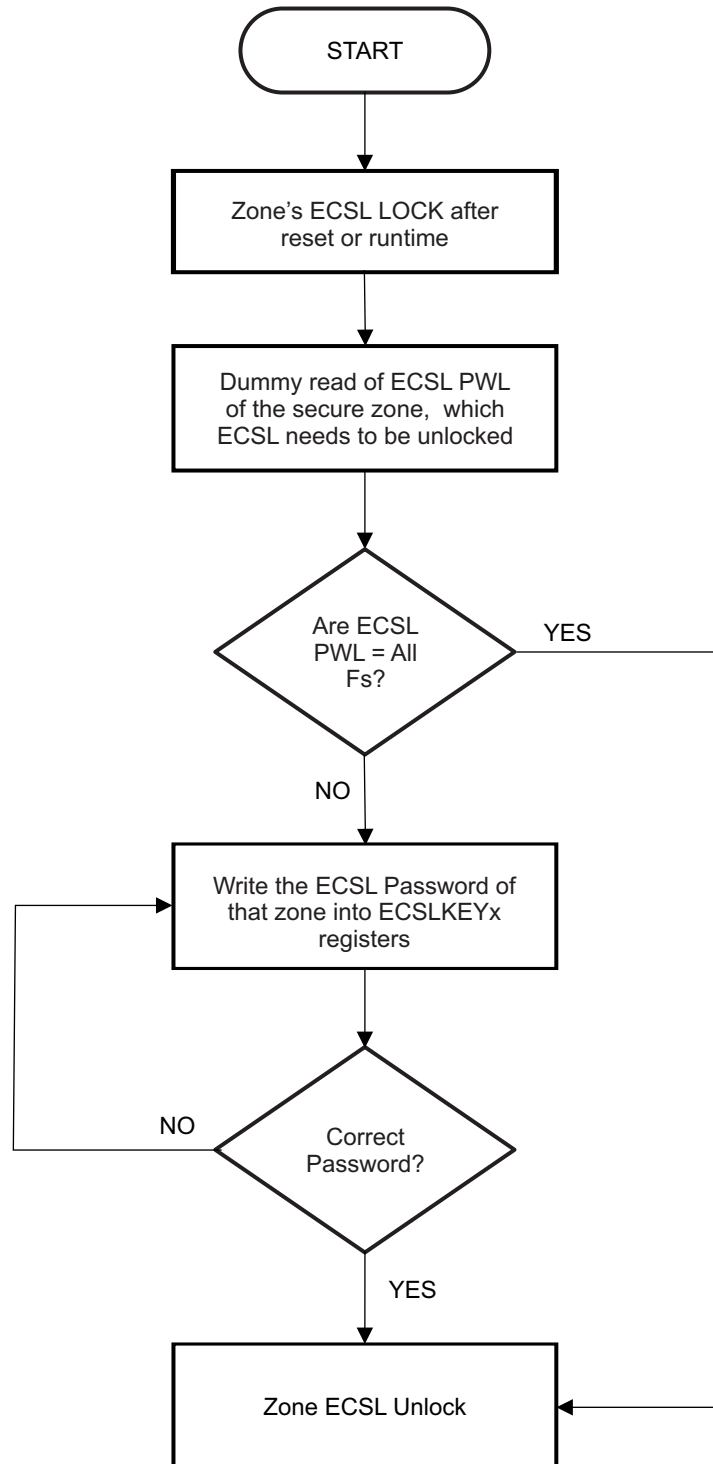 START
Zone's ECSL LOCK after
reset or runtime
Dummy read of ECSL PWL
of the secure zone, which
ECSL needs to be unlocked
Are ECSL
PWL = All
Fs?
YES
NO
Write the ECSL Password of
that zone into ECSLKEYx
registers
NO
Correct
Password?
YES
Zone ECSL Unlock